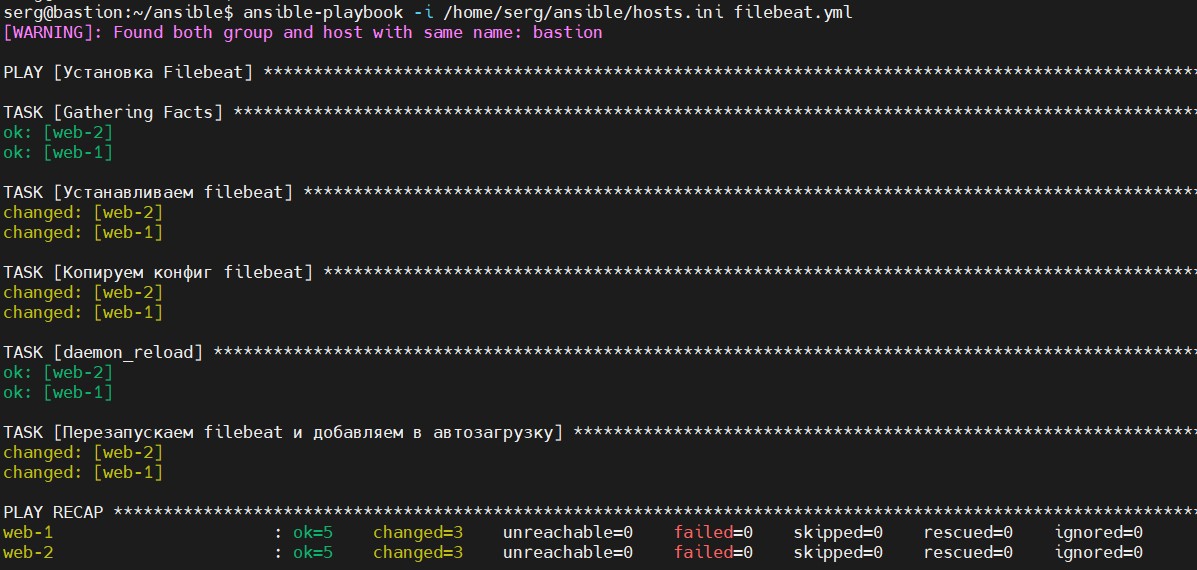 serg@bastion:~/ansible$ ansible-playbook -i /home/serg/ansible/hosts.ini filebeat.yml
[WARNING]: Found both group and host with same name: bastion
PLAY [Установка Filebeat] *********************************************************************************************
TASK [Gathering Facts] ************************************************************************************************
ok: [web-2]
ok: [web-1]
TASK [Устанавливаем filebeat] *****************************************************************************************
changed: [web-2]
changed: [web-1]
TASK [Копируем конфиг filebeat] ***************************************************************************************
changed: [web-2]
changed: [web-1]
TASK [daemon_reload] **************************************************************************************************
ok: [web-2]
ok: [web-1]
TASK [Перезапускаем filebeat и добавляем в автозагрузку] **************************************************************
changed: [web-2]
changed: [web-1]
PLAY RECAP ************************************************************************************************************
web-1 : ok=5 changed=3 unreachable=0 failed=0 skipped=0 rescued=0 ignored=0
web-2 : ok=5 changed=3 unreachable=0 failed=0 skipped=0 rescued=0 ignored=0